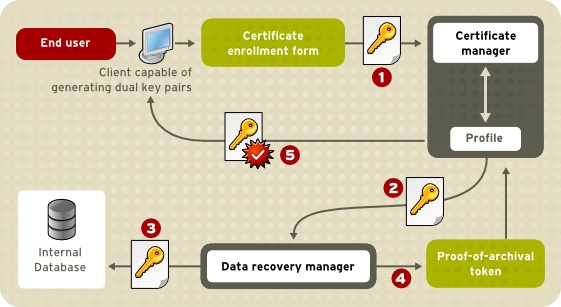 End user
Client capable of
generating dual key pairs
Certificate
enrollment form
1
Certificate
manager
Profile
5
2
3
Internal
Database
Data recovery manager
4
Proof-of-archival
token